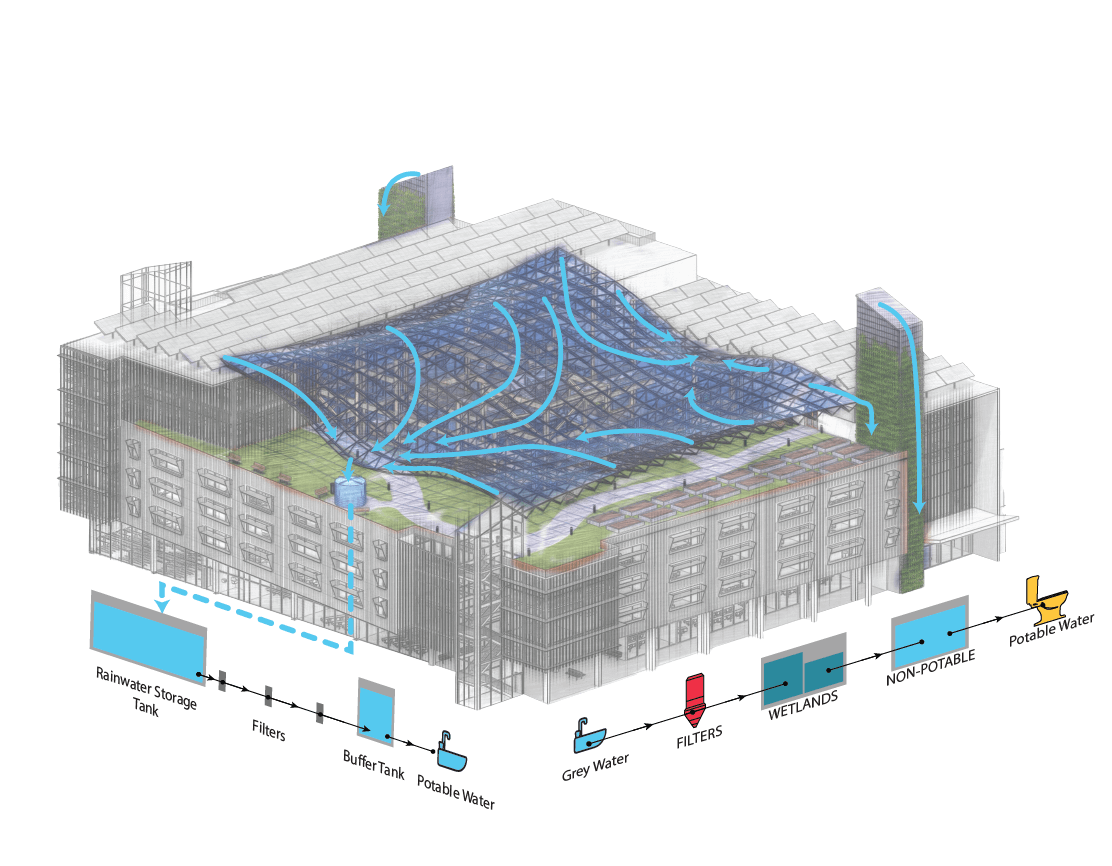 Rainwater Storage
Tank
Filters
Buffer Tank
Potable Water
Grey Water
FILTERS
WETLANDS
NON-POTABLE
Potable Water